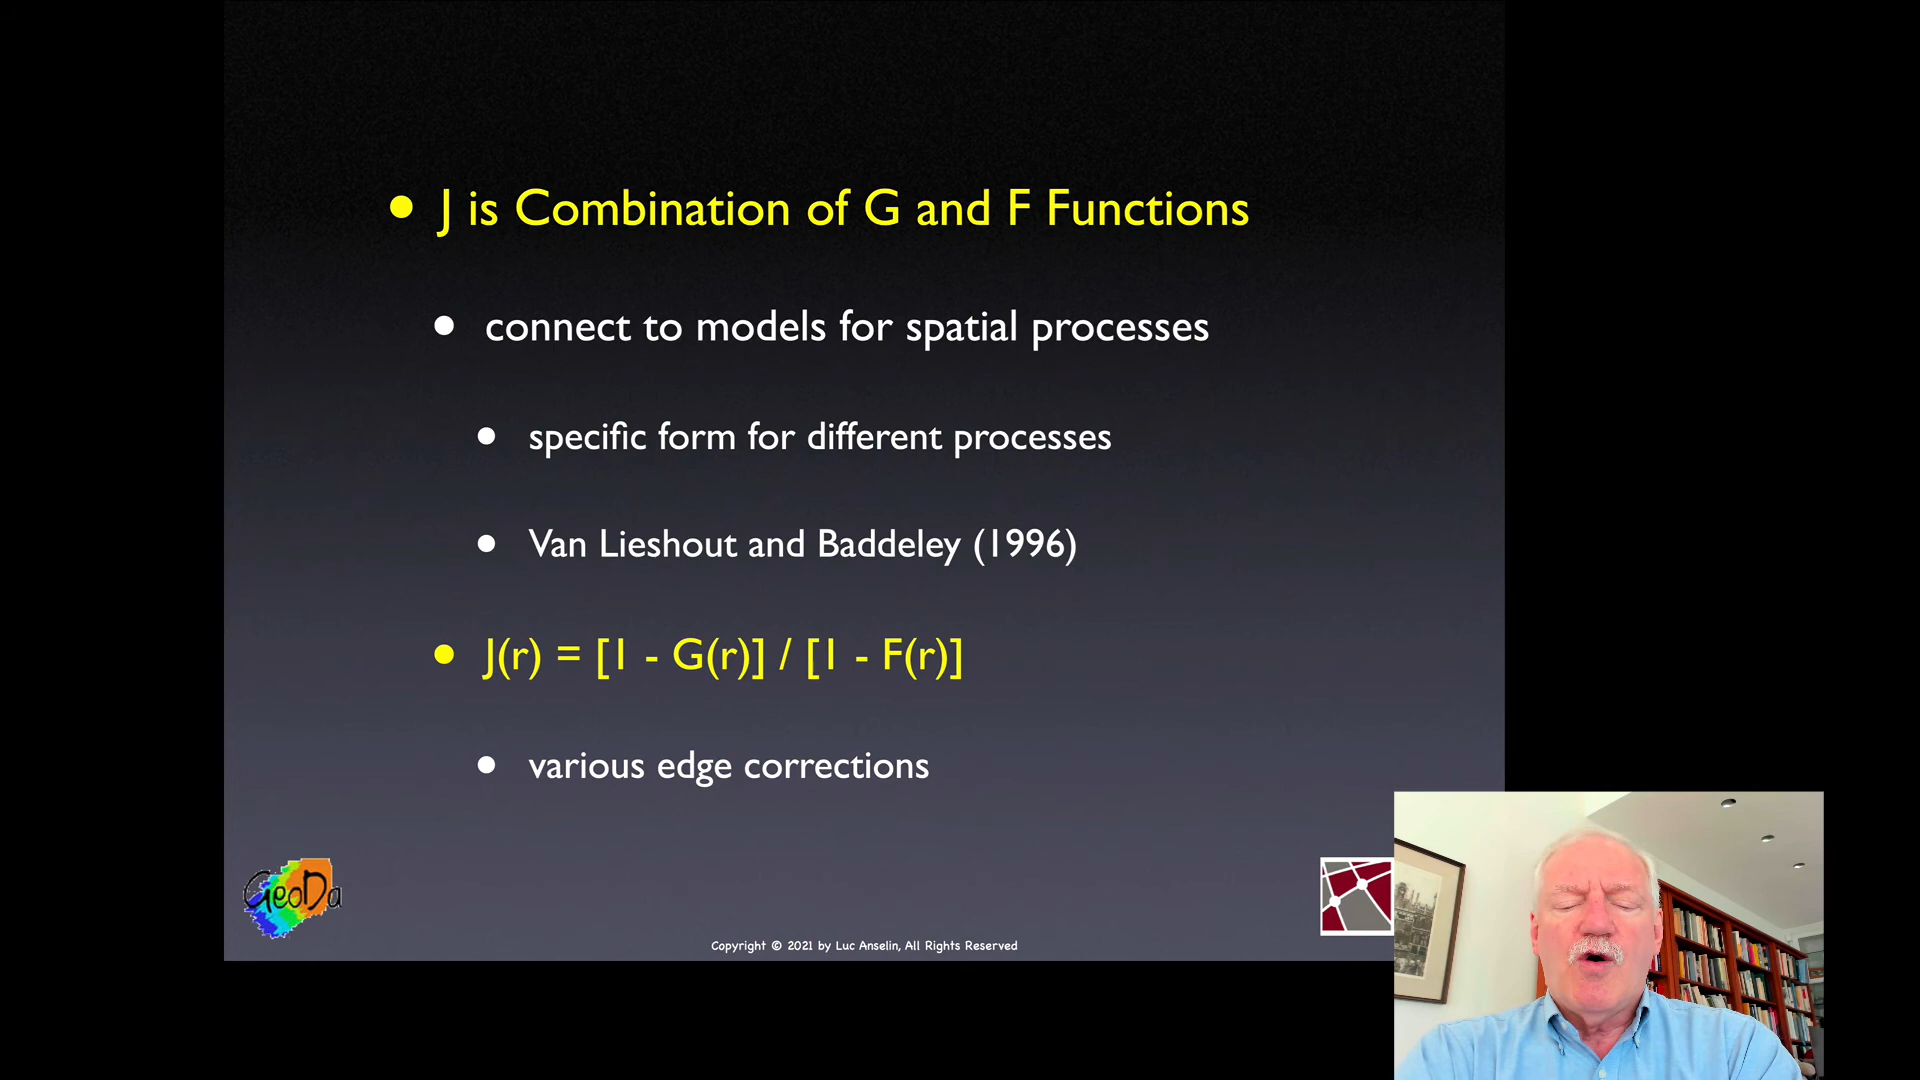 J is Combination of G and F Functions
connect to models for spatial processes
specific form for different processes
Van Lieshout and Baddeley (1996)
J(r) = [1 - G(r)] / [1 - F(r)]
various edge corrections
GeoDa
Copyright © 2021 by Luc Anselin, All Rights Reserved